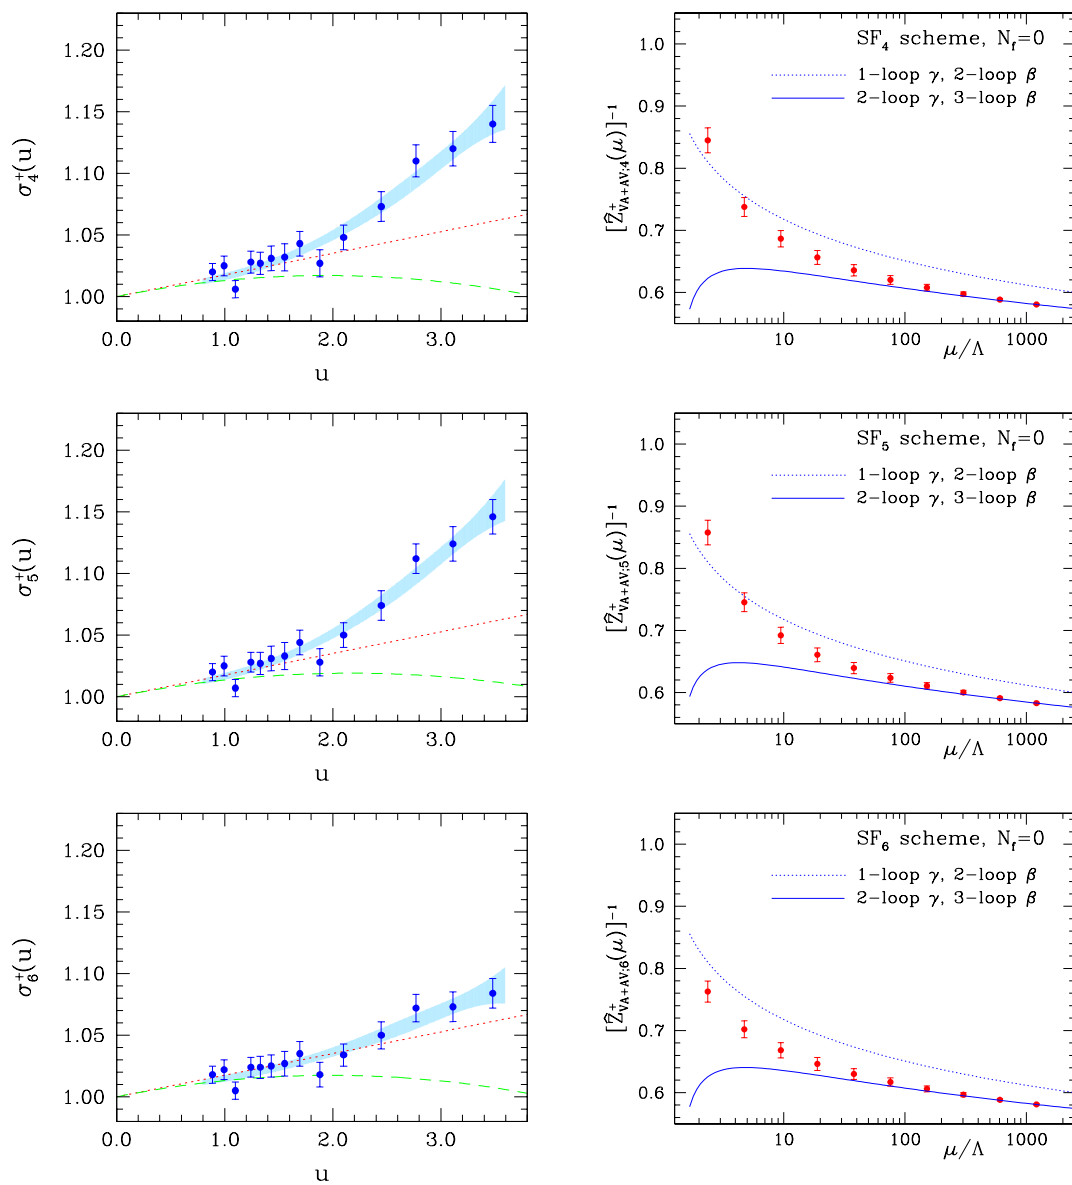 σ₄⁺(u)
1.20
1.15
1.10
1.05
1.00
0.0 1.0 2.0 3.0
u
[Ẑ⁺VA+AV;4(μ)]⁻¹
1.0
0.9
0.8
0.7
0.6
SF₄ scheme, N_f=0
1−loop γ, 2−loop β
2−loop γ, 3−loop β
10 100 1000
μ/Λ
σ₅⁺(u)
1.20
1.15
1.10
1.05
1.00
0.0 1.0 2.0 3.0
u
[Ẑ⁺VA+AV;5(μ)]⁻¹
1.0
0.9
0.8
0.7
0.6
SF₅ scheme, N_f=0
1−loop γ, 2−loop β
2−loop γ, 3−loop β
10 100 1000
μ/Λ
σ₆⁺(u)
1.20
1.15
1.10
1.05
1.00
0.0 1.0 2.0 3.0
u
[Ẑ⁺VA+AV;6(μ)]⁻¹
1.0
0.9
0.8
0.7
0.6
SF₆ scheme, N_f=0
1−loop γ, 2−loop β
2−loop γ, 3−loop β
10 100 1000
μ/Λ